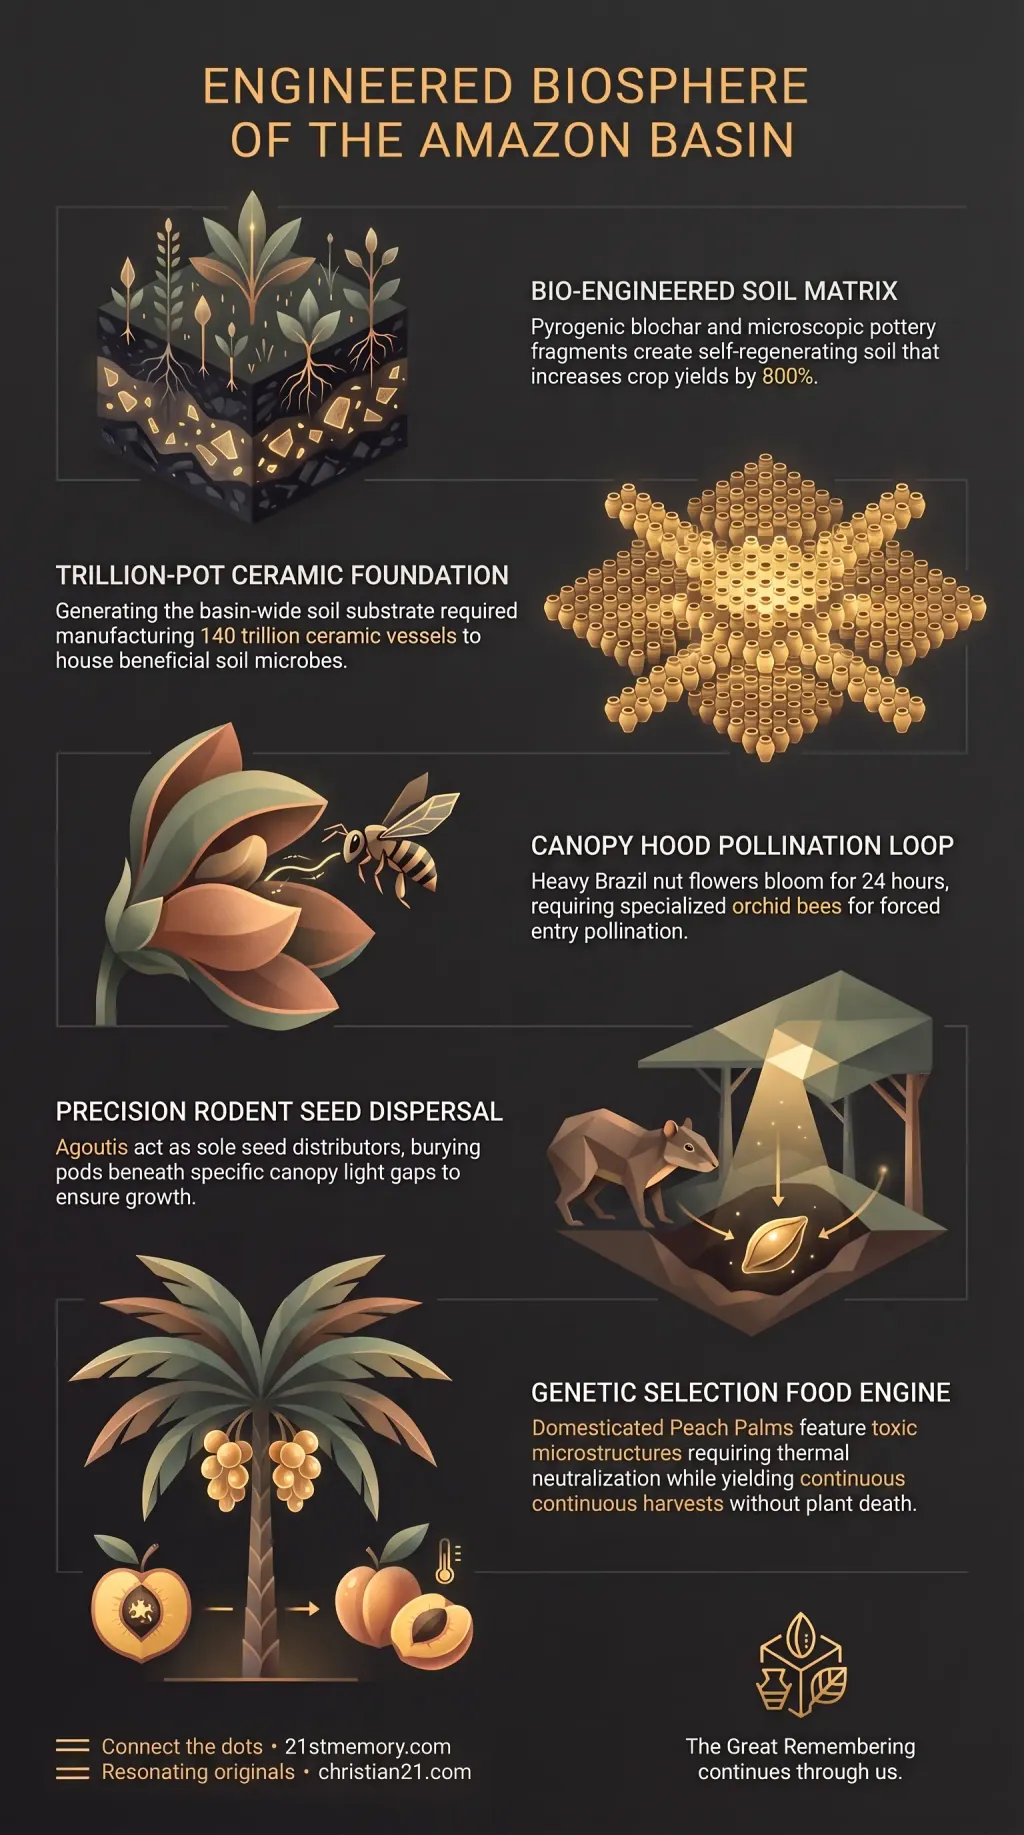 ENGINEERED BIOSPHERE
OF THE AMAZON BASIN
BIO-ENGINEERED SOIL MATRIX
Pyrogenic blochar and microscopic pottery
fragments create self-regenerating soil that
increases crop yields by 800%.
TRILLION-POT CERAMIC FOUNDATION
Generating the basin-wide soil substrate required
manufacturing 140 trillion ceramic vessels to
house beneficial soil microbes.
CANOPY HOOD POLLINATION LOOP
Heavy Brazil nut flowers bloom for 24 hours,
requiring specialized orchid bees for forced
entry pollination.
PRECISION RODENT SEED DISPERSAL
Agoutis act as sole seed distributors, burying
pods beneath specific canopy light gaps to
ensure growth.
GENETIC SELECTION FOOD ENGINE
Domesticated Peach Palms feature toxic
microstructures requiring thermal
neutralization while yielding continuous
continuous harvests without plant death.
Connect the dots • 21stmemory.com
Resonating originals • christian21.com
The Great Remembering
continues through us.